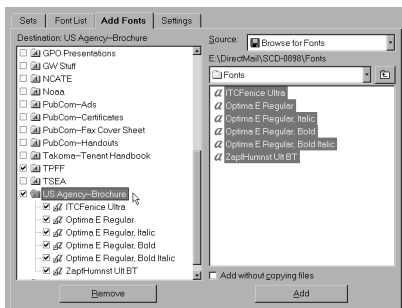 Sets Font List Add Fonts Settings
Destination: US Agency-Brochure
GPO Presentations
GW Stuff
NCATE
Noaa
PubCom-Ads
PubCom-Certificates
PubCom-Fax Cover Sheet
PubCom-Handouts
Takoma-Tenant Handbook
TPFF
TSEA
US Agency-Brochure
ITCFenice Ultra
Optima E Regular
Optima E Regular, Italic
Optima E Regular, Bold
Optima E Regular, Bold Italic
ZapfHumnst Ult BT
Remove
Source: Browse for Fonts
E:\DirectMail\SCD-0898\Fonts
Fonts
ITCFenice Ultra
Optima E Regular
Optima E Regular, Italic
Optima E Regular, Bold
Optima E Regular, Bold Italic
ZapfHumnst Ult BT
Add without copying files
Add